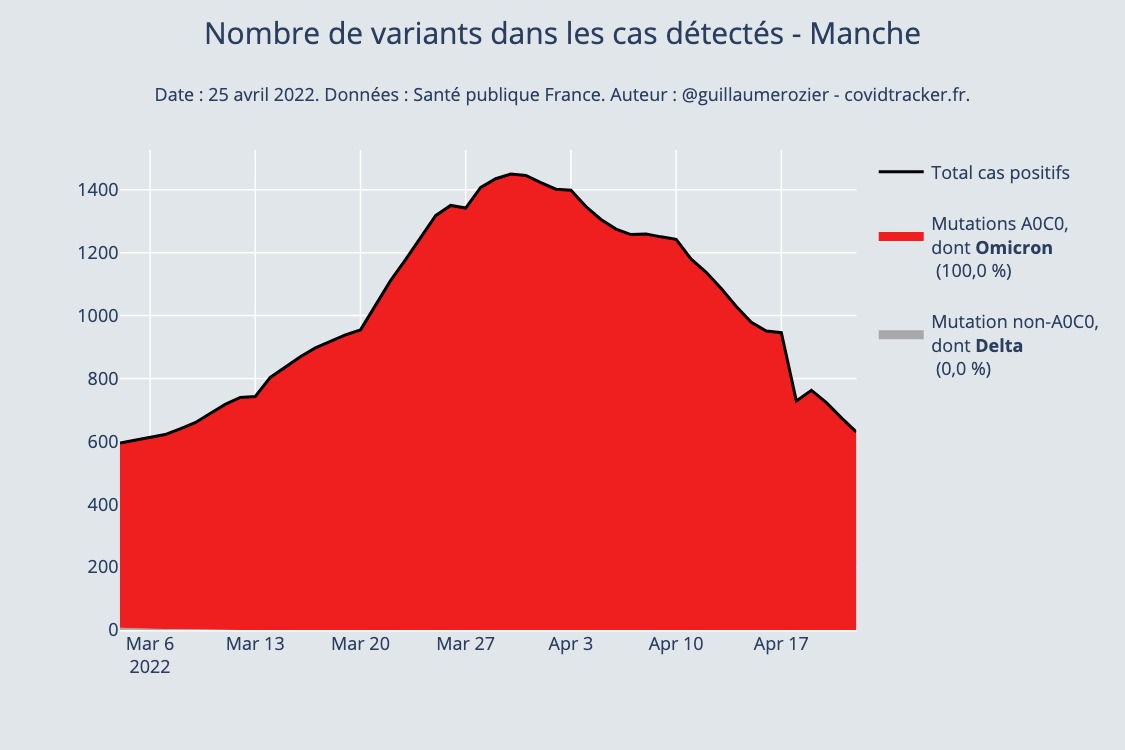 Nombre de variants dans les cas détectés - Manche
Date : 25 avril 2022. Données : Santé publique France. Auteur : @guillaumerozier - covidtracker.fr.
1400
1200
1000
800
600
400
200
0
Mar 6
2022
Mar 13
Mar 20
Mar 27
Apr 3
Apr 10
Apr 17
Total cas positifs
Mutations A0C0,
dont Omicron
(100,0 %)
Mutation non-A0C0,
dont Delta
(0,0 %)